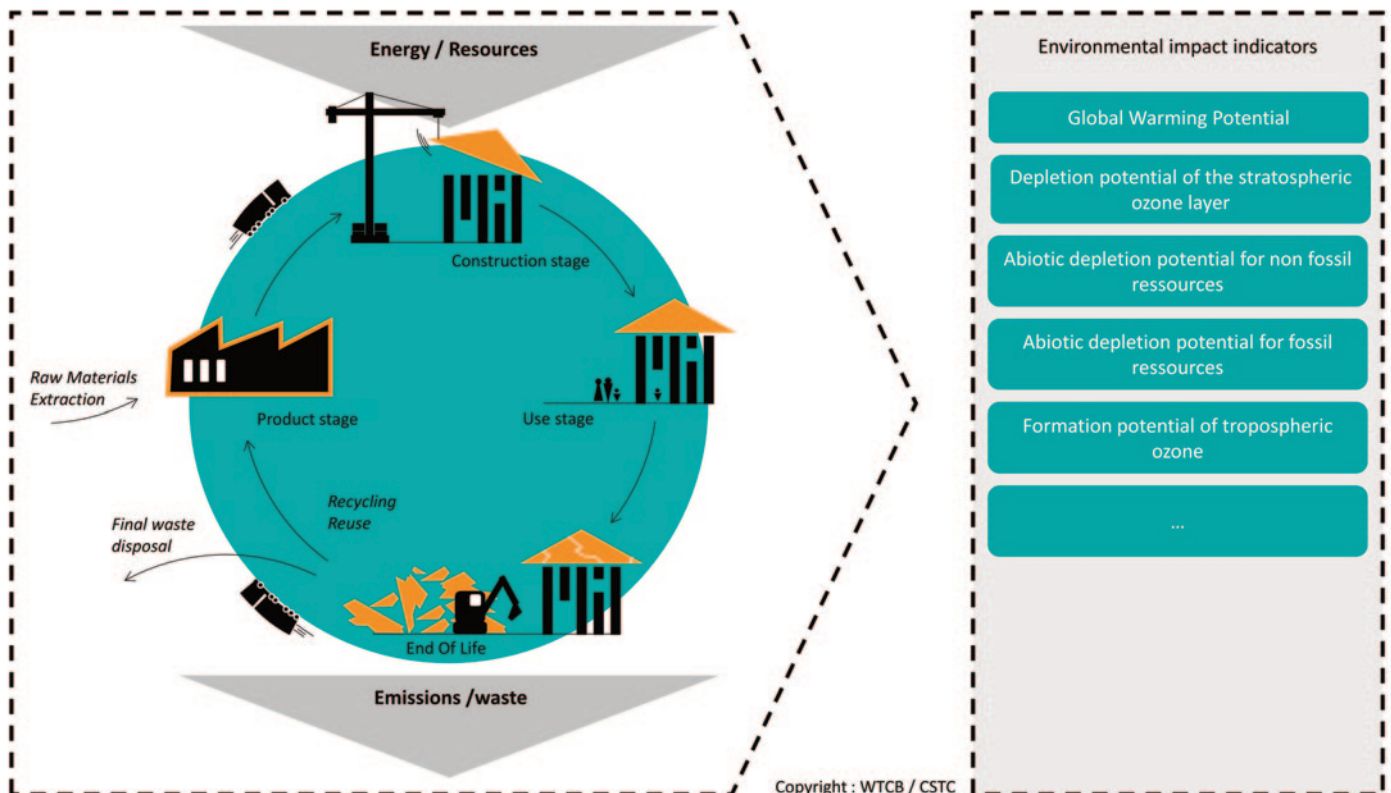 Energy / Resources
Construction stage
Raw Materials
Extraction
Product stage
Use stage
Recycling
Reuse
Final waste
disposal
End Of Life
Emissions /waste
Copyright : WTCB / CSTC
Environmental impact indicators
Global Warming Potential
Depletion potential of the stratospheric
ozone layer
Abiotic depletion potential for non fossil
ressources
Abiotic depletion potential for fossil
ressources
Formation potential of tropospheric
ozone
...